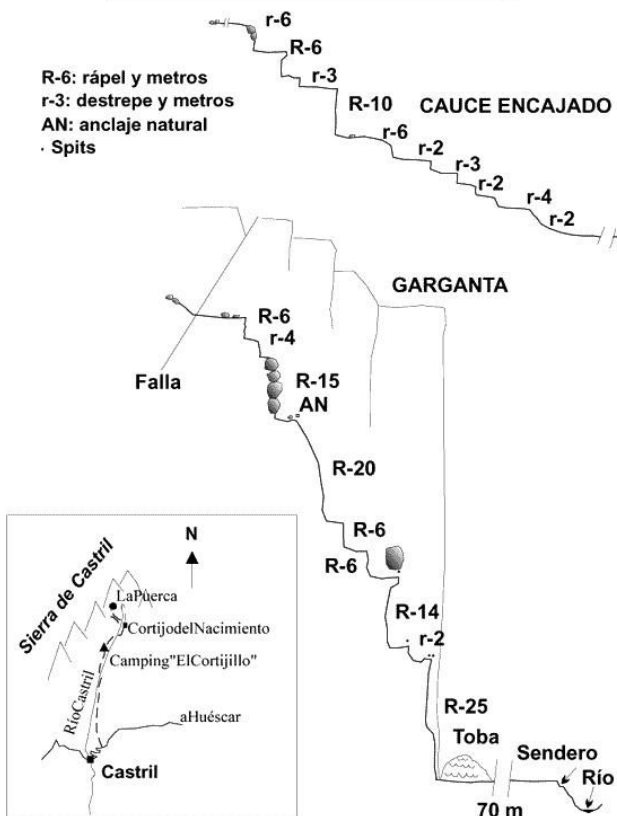 r-6
R-6
r-3
R-6: rápel y metros
r-3: destrepe y metros
AN: anclaje natural
· Spits
R-10
CAUCE ENCAJADO
r-6
r-2
r-3
r-2
r-4
r-2
GARGANTA
R-6
r-4
Falla
R-15
AN
R-20
R-6
R-6
R-14
r-2
R-25
Toba
Sendero
Río
70 m
N
Sierra de Castril
LaPuerca
CortijodelNacimiento
Camping"ElCortijillo"
RíoCastril
aHuéscar
Castril